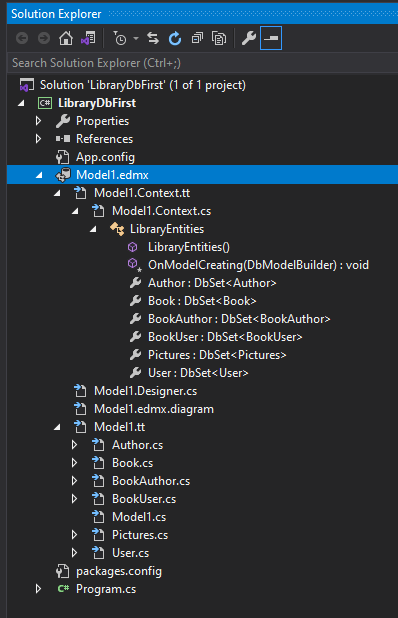 Solution Explorer
Search Solution Explorer (Ctrl+;)
Solution 'LibraryDbFirst' (1 of 1 project)
C# LibraryDbFirst
Properties
References
App.config
Model1.edmx
Model1.Context.tt
Model1.Context.cs
LibraryEntities
LibraryEntities()
OnModelCreating(DbModelBuilder) : void
Author : DbSet<Author>
Book : DbSet<Book>
BookAuthor : DbSet<BookAuthor>
BookUser : DbSet<BookUser>
Pictures : DbSet<Pictures>
User : DbSet<User>
Model1.Designer.cs
Model1.edmx.diagram
Model1.tt
Author.cs
Book.cs
BookAuthor.cs
BookUser.cs
Model1.cs
Pictures.cs
User.cs
packages.config
C# Program.cs